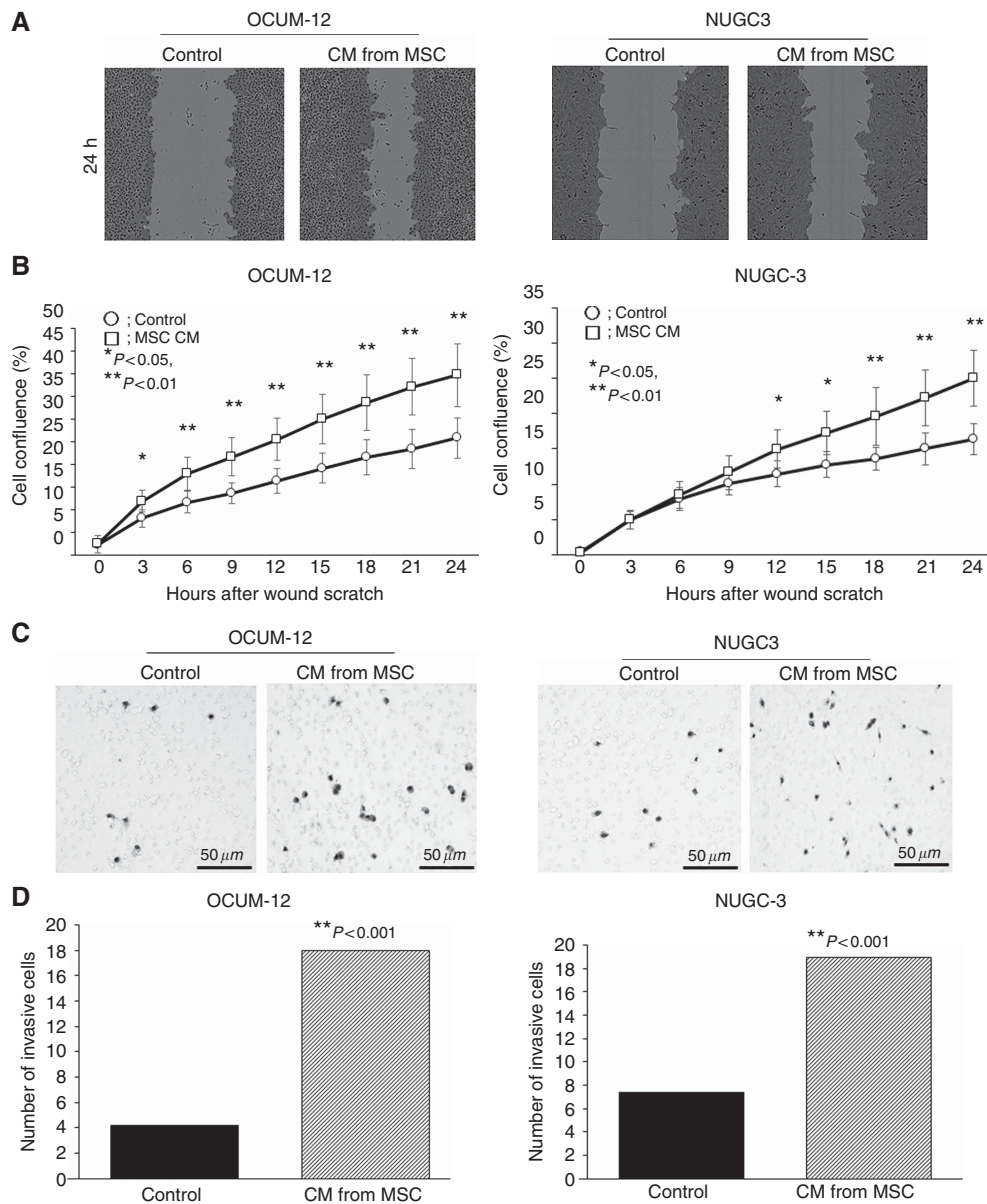 A
OCUM-12
NUGC3
Control
CM from MSC
Control
CM from MSC
24 h
B
OCUM-12
NUGC-3
50
45
40
35
30
25
20
15
10
5
0
Cell confluence (%)
; Control
; MSC CM
*P<0.05,
**P<0.01
*
**
**
**
**
**
**
**
0 3 6 9 12 15 18 21 24
Hours after wound scratch
35
30
25
20
15
10
5
0
Cell confluence (%)
; Control
; MSC CM
*P<0.05,
**P<0.01
*
*
**
**
**
0 3 6 9 12 15 18 21 24
Hours after wound scratch
C
OCUM-12
NUGC3
Control
CM from MSC
Control
CM from MSC
50 μm
50 μm
50 μm
50 μm
D
OCUM-12
NUGC-3
20
18
16
14
12
10
8
6
4
2
0
Number of invasive cells
**P<0.001
Control
CM from MSC
20
18
16
14
12
10
8
6
4
2
0
Number of invasive cells
**P<0.001
Control
CM from MSC